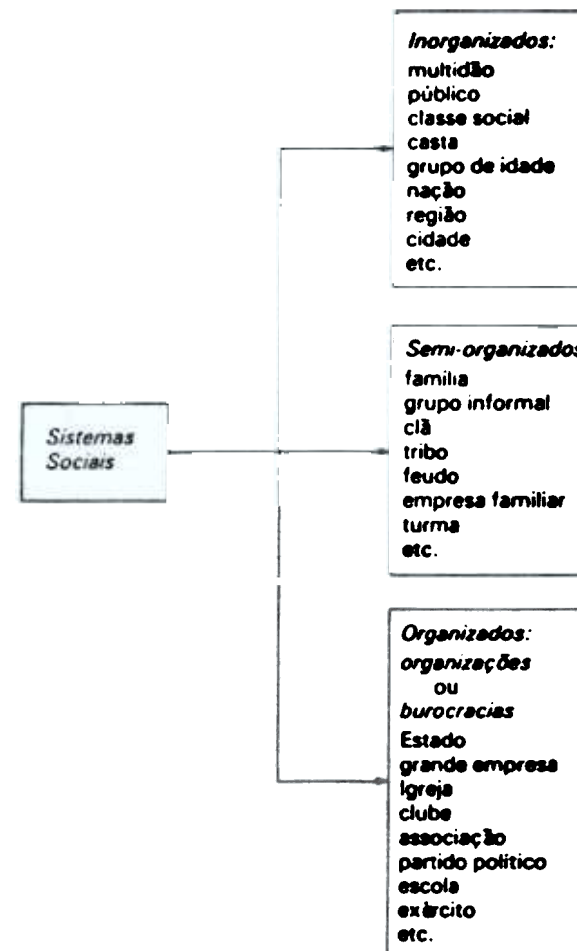 Inorganizados:
multidão
público
classe social
casta
grupo de idade
nação
região
cidade
etc.
Sistemas
Sociais
Semi-organizados
família
grupo informal
clã
tribo
feudo
empresa familiar
turma
etc.
Organizados:
organizações
ou
burocracias
Estado
grande empresa
Igreja
clube
associação
partido político
escola
exército
etc.